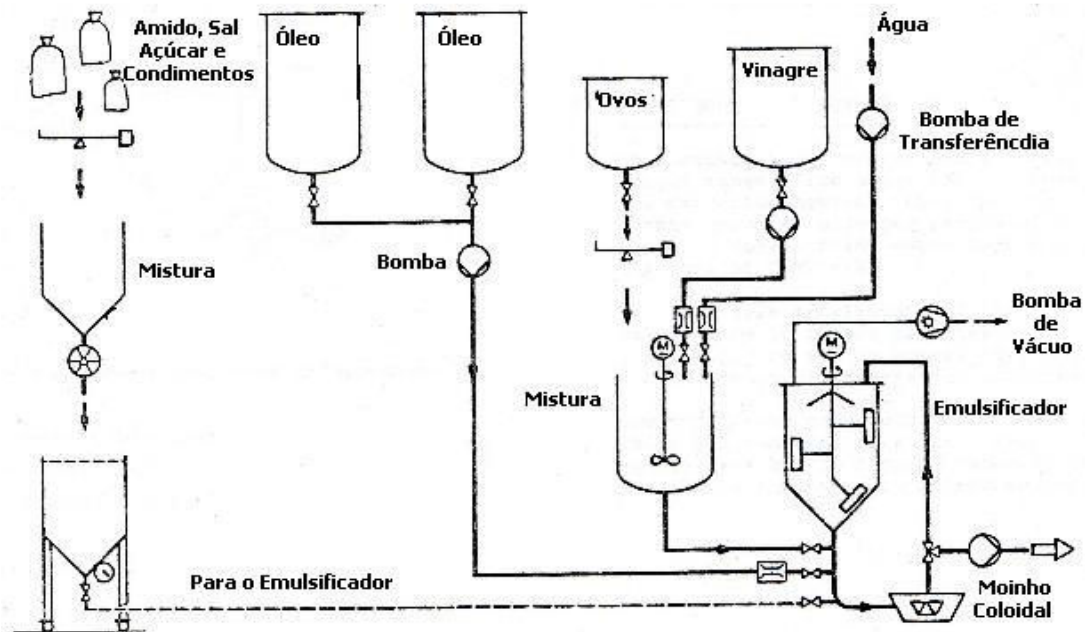 Amido, Sal
Açúcar e
Condimentos
Óleo
Óleo
Ovos
Vinagre
Água
Bomba de
Transferêncdia
Mistura
Bomba
Bomba
de
Vácuo
M
M
Mistura
Emulsificador
Para o Emulsificador
Moinho
Coloidal